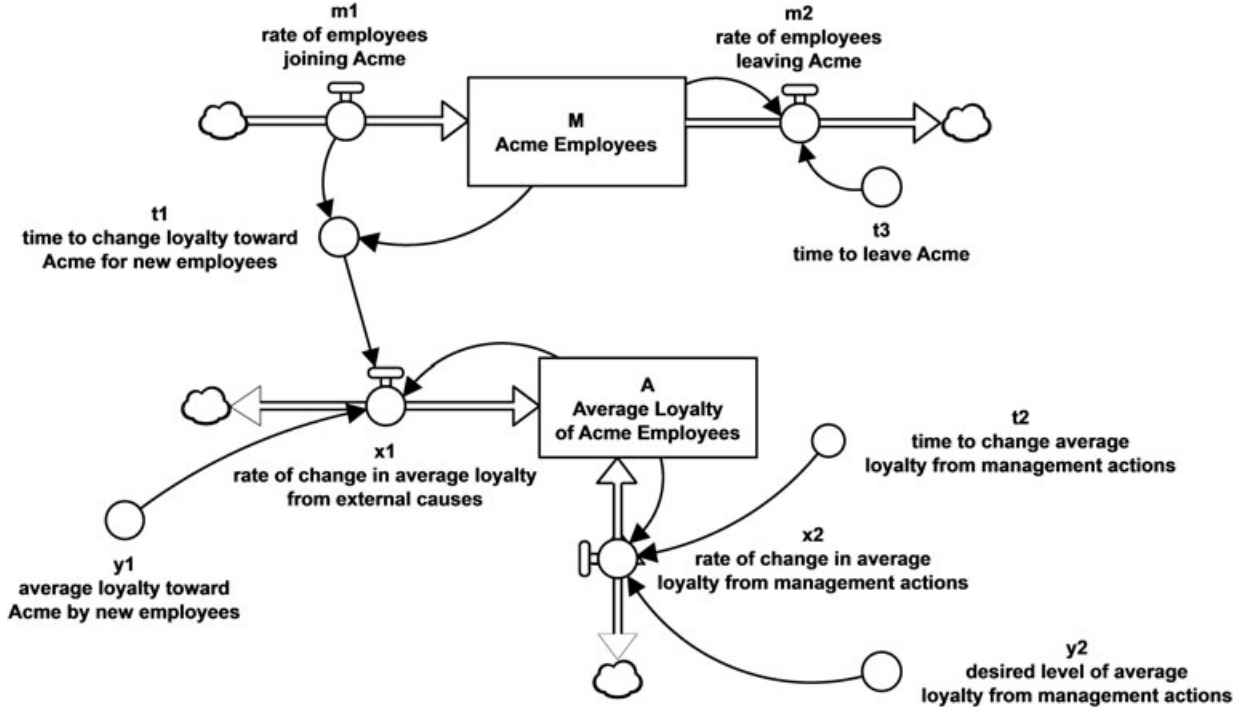 m1
rate of employees
joining Acme
m2
rate of employees
leaving Acme
M
Acme Employees
t1
time to change loyalty toward
Acme for new employees
t3
time to leave Acme
A
Average Loyalty
of Acme Employees
t2
time to change average
loyalty from management actions
x1
rate of change in average loyalty
from external causes
x2
rate of change in average
loyalty from management actions
y1
average loyalty toward
Acme by new employees
y2
desired level of average
loyalty from management actions